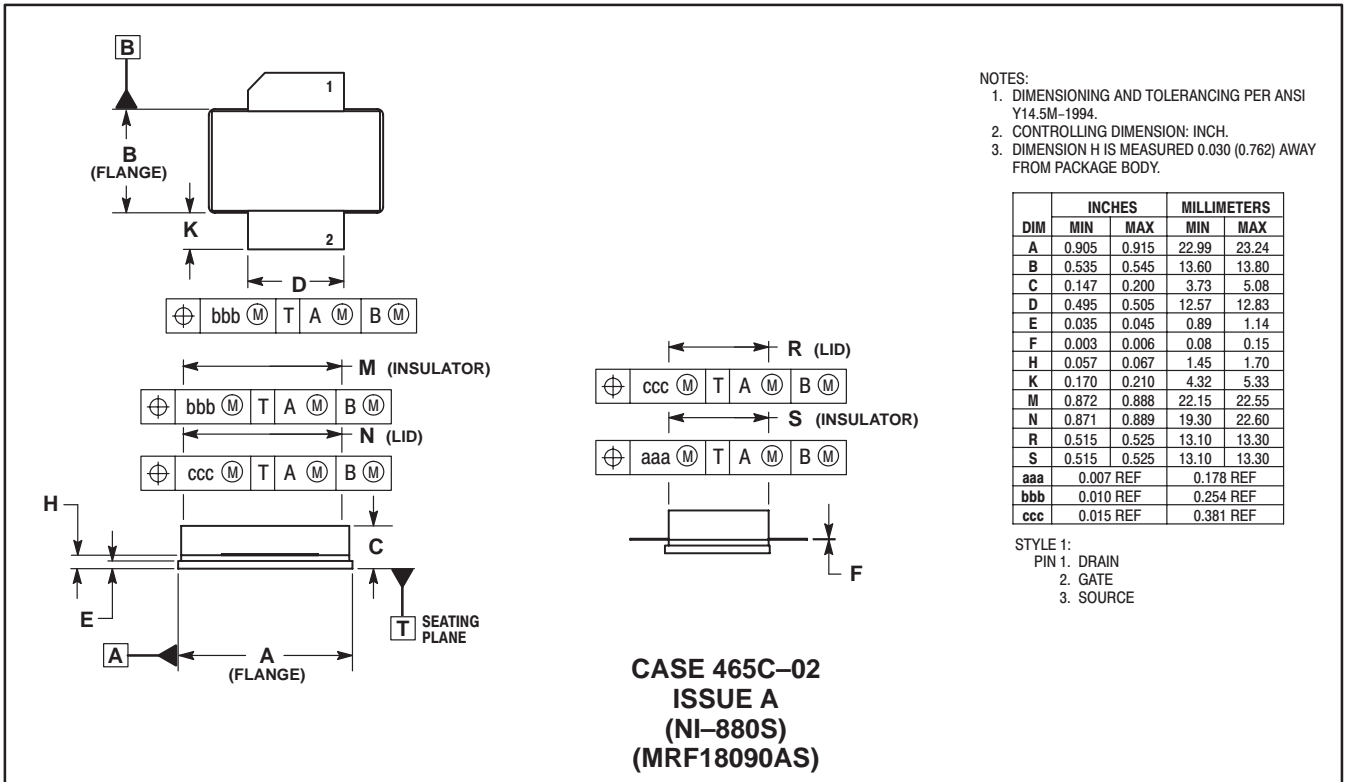 B
1
B
(FLANGE)
K
2
D
⌖ bbb Ⓜ T A Ⓜ B Ⓜ
M (INSULATOR)
⌖ bbb Ⓜ T A Ⓜ B Ⓜ
N (LID)
⌖ ccc Ⓜ T A Ⓜ B Ⓜ
H
C
E
T SEATING
PLANE
A
A
(FLANGE)
R (LID)
⌖ ccc Ⓜ T A Ⓜ B Ⓜ
S (INSULATOR)
⌖ aaa Ⓜ T A Ⓜ B Ⓜ
F
NOTES:
1. DIMENSIONING AND TOLERANCING PER ANSI
Y14.5M–1994.
2. CONTROLLING DIMENSION: INCH.
3. DIMENSION H IS MEASURED 0.030 (0.762) AWAY
FROM PACKAGE BODY.
INCHES MILLIMETERS
DIM MIN MAX MIN MAX
A 0.905 0.915 22.99 23.24
B 0.535 0.545 13.60 13.80
C 0.147 0.200 3.73 5.08
D 0.495 0.505 12.57 12.83
E 0.035 0.045 0.89 1.14
F 0.003 0.006 0.08 0.15
H 0.057 0.067 1.45 1.70
K 0.170 0.210 4.32 5.33
M 0.872 0.888 22.15 22.55
N 0.871 0.889 19.30 22.60
R 0.515 0.525 13.10 13.30
S 0.515 0.525 13.10 13.30
aaa 0.007 REF 0.178 REF
bbb 0.010 REF 0.254 REF
ccc 0.015 REF 0.381 REF
STYLE 1:
PIN 1. DRAIN
2. GATE
3. SOURCE
CASE 465C–02
ISSUE A
(NI–880S)
(MRF18090AS)